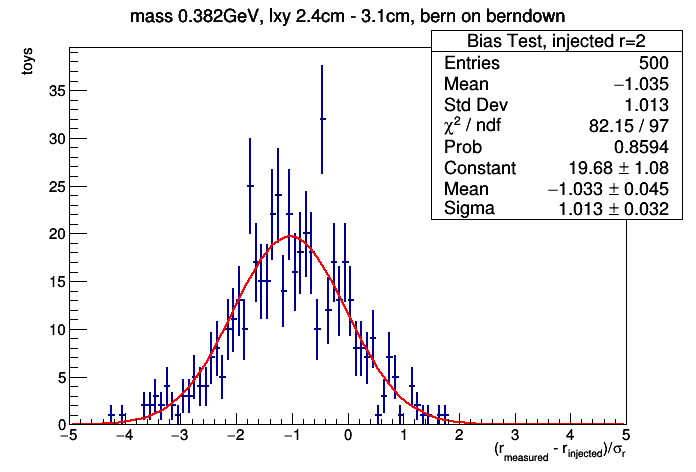 mass 0.382GeV, lxy 2.4cm - 3.1cm, bern on berndown
toys
Bias Test, injected r=2
Entries 500
Mean −1.035
Std Dev 1.013
χ² / ndf 82.15 / 97
Prob 0.8594
Constant 19.68 ± 1.08
Mean −1.033 ± 0.045
Sigma 1.013 ± 0.032
35
30
25
20
15
10
5
0
−5 −4 −3 −2 −1 0 1 2 3 4 5
(r_measured - r_injected)/σ_r